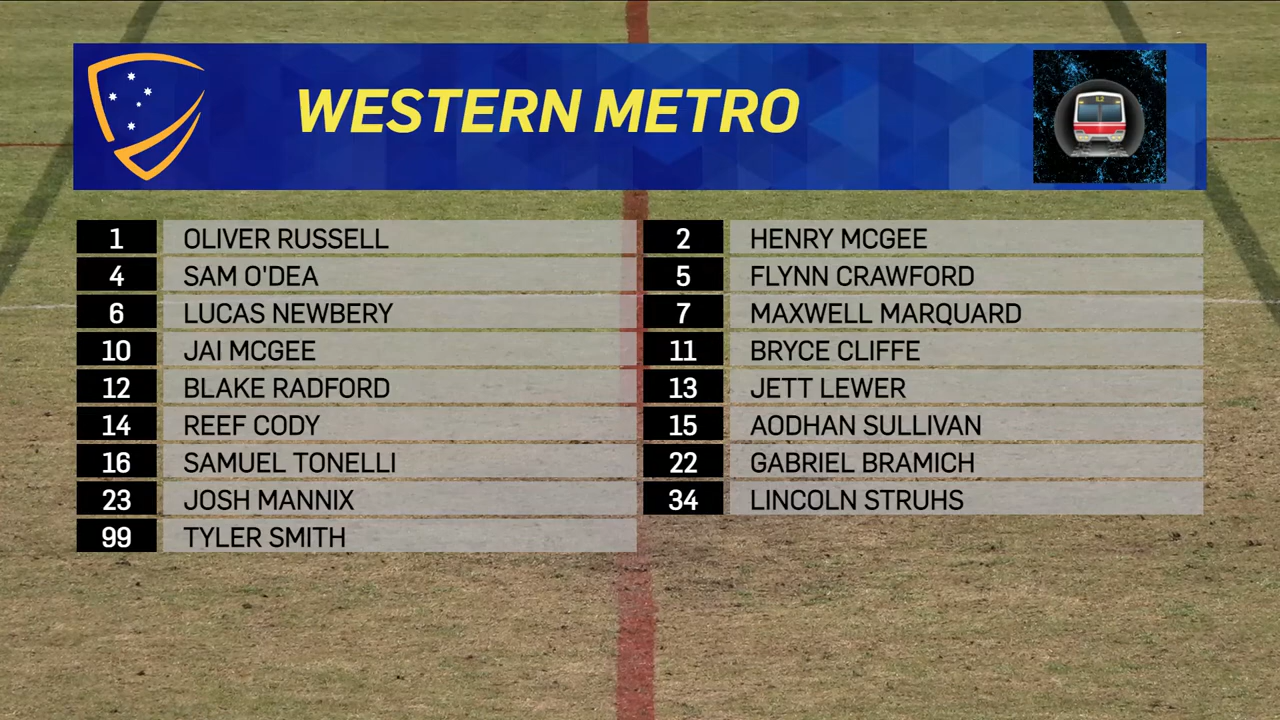 WESTERN METRO
1 OLIVER RUSSELL
2 HENRY MCGEE
4 SAM O'DEA
5 FLYNN CRAWFORD
6 LUCAS NEWBERY
7 MAXWELL MARQUARD
10 JAI MCGEE
11 BRYCE CLIFFE
12 BLAKE RADFORD
13 JETT LEWER
14 REEF CODY
15 AODHAN SULLIVAN
16 SAMUEL TONELLI
22 GABRIEL BRAMICH
23 JOSH MANNIX
34 LINCOLN STRUHS
99 TYLER SMITH